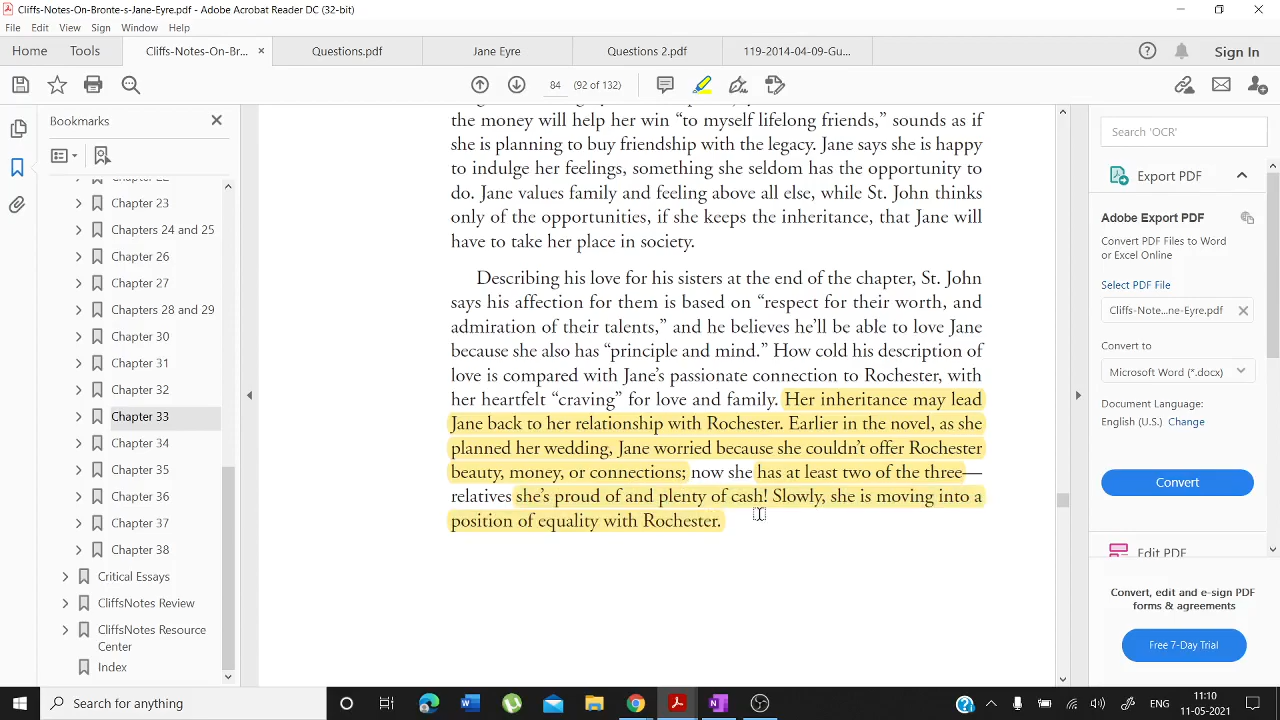 Cliffs-Notes-On-Bronte-s-Jane-Eyre.pdf - Adobe Acrobat Reader DC (32-bit)
File Edit View Sign Window Help
Home Tools Cliffs-Notes-On-Br... × Questions.pdf Jane Eyre Questions 2.pdf 119-2014-04-09-Gu... Sign In
84 (92 of 132)
Bookmarks
Chapter 23
Chapters 24 and 25
Chapter 26
Chapter 27
Chapters 28 and 29
Chapter 30
Chapter 31
Chapter 32
Chapter 33
Chapter 34
Chapter 35
Chapter 36
Chapter 37
Chapter 38
Critical Essays
CliffsNotes Review
CliffsNotes Resource
Center
Index
the money will help her win “to myself lifelong friends,” sounds as if
she is planning to buy friendship with the legacy. Jane says she is happy
to indulge her feelings, something she seldom has the opportunity to
do. Jane values family and feeling above all else, while St. John thinks
only of the opportunities, if she keeps the inheritance, that Jane will
have to take her place in society.
Describing his love for his sisters at the end of the chapter, St. John
says his affection for them is based on “respect for their worth, and
admiration of their talents,” and he believes he’ll be able to love Jane
because she also has “principle and mind.” How cold his description of
love is compared with Jane’s passionate connection to Rochester, with
her heartfelt “craving” for love and family. Her inheritance may lead
Jane back to her relationship with Rochester. Earlier in the novel, as she
planned her wedding, Jane worried because she couldn’t offer Rochester
beauty, money, or connections; now she has at least two of the three—
relatives she’s proud of and plenty of cash! Slowly, she is moving into a
position of equality with Rochester.
Search 'OCR'
Export PDF
Adobe Export PDF
Convert PDF Files to Word
or Excel Online
Select PDF File
Cliffs-Note...ne-Eyre.pdf
Convert to
Microsoft Word (*.docx)
Document Language:
English (U.S.) Change
Convert
Edit PDF
Convert, edit and e-sign PDF
forms & agreements
Free 7-Day Trial
Search for anything
ENG
11:10
11-05-2021